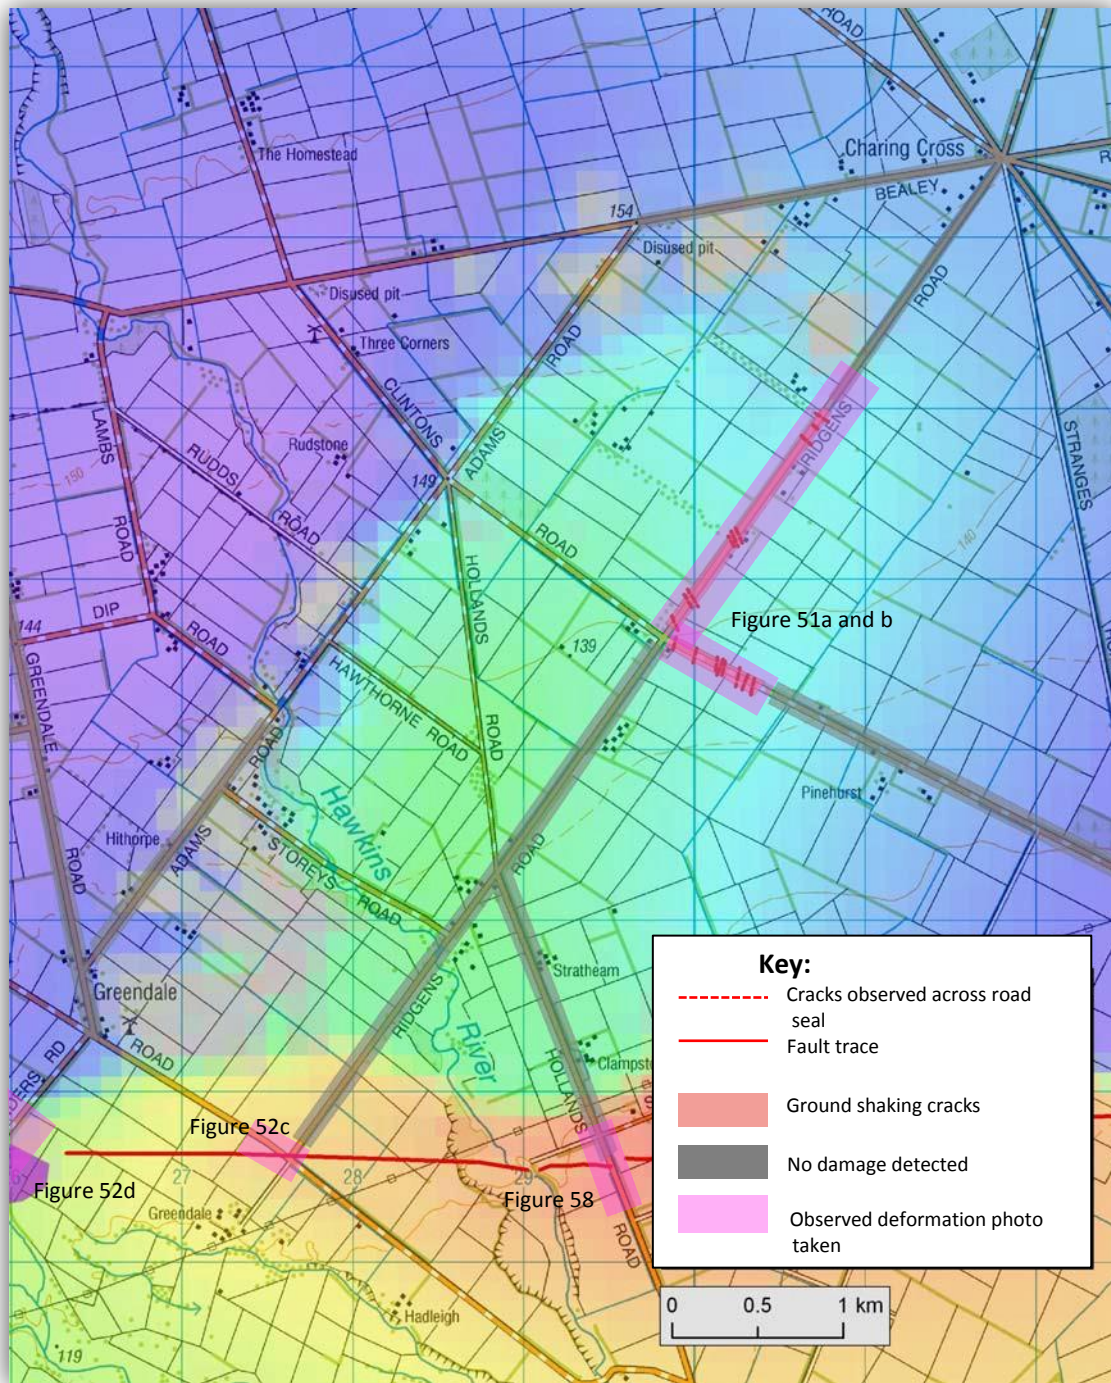 ROAD
The Homestead
Charing Cross
BEALEY
154
Disused pit
Disused pit
ROAD
Three Corners
ROAD
CLINTONS
RIDGENS
LAMBS
Rudstone
ADAMS
STRANGES
RUDDS
149
150
ROAD
ROAD
ROAD
140
HOLLANDS
DIP
ROAD
144
139
Figure 51a and b
GREENDALE
HAWTHORNE ROAD
ROAD
ROAD
Pinehurst
Hawkins
Hithorpe
ADAMS
STOREYS
ROAD
ROAD
ROAD
Strathearn
Greendale
RIDGENS
River
ROAD
HOLLANDS
Clampst
RD
Figure 52c
27
28
29
Figure 52d
Figure 58
Greendale
ROAD
Hadleigh
119
Key:
Cracks observed across road
seal
Fault trace
Ground shaking cracks
No damage detected
Observed deformation photo
taken
0 0.5 1 km